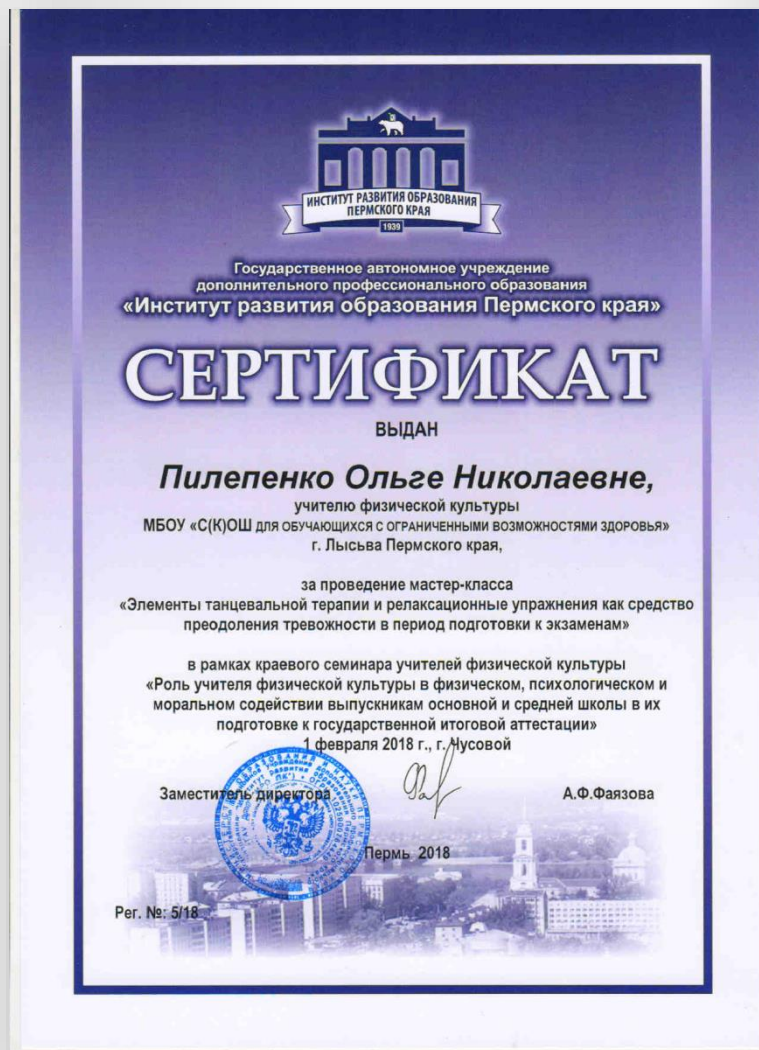 ИНСТИТУТ РАЗВИТИЯ ОБРАЗОВАНИЯ
ПЕРМСКОГО КРАЯ
1939
Государственное автономное учреждение
дополнительного профессионального образования
«Институт развития образования Пермского края»
СЕРТИФИКАТ
ВЫДАН
Пилепенко Ольге Николаевне,
учителю физической культуры
МБОУ «С(К)ОШ ДЛЯ ОБУЧАЮЩИХСЯ С ОГРАНИЧЕННЫМИ ВОЗМОЖНОСТЯМИ ЗДОРОВЬЯ»
г. Лысьва Пермского края,
за проведение мастер-класса
«Элементы танцевальной терапии и релаксационные упражнения как средство
преодоления тревожности в период подготовки к экзаменам»
в рамках краевого семинара учителей физической культуры
«Роль учителя физической культуры в физическом, психологическом и
моральном содействии выпускникам основной и средней школы в их
подготовке к государственной итоговой аттестации»
1 февраля 2018 г., г. Чусовой
Заместитель директора А.Ф.Фаязова
Пермь 2018
Рег. №: 5/18